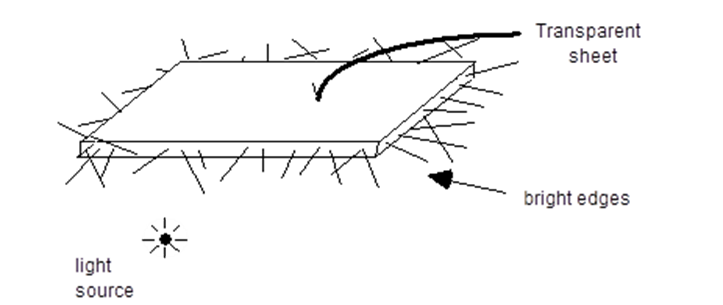 Transparent
sheet
bright edges
light
source